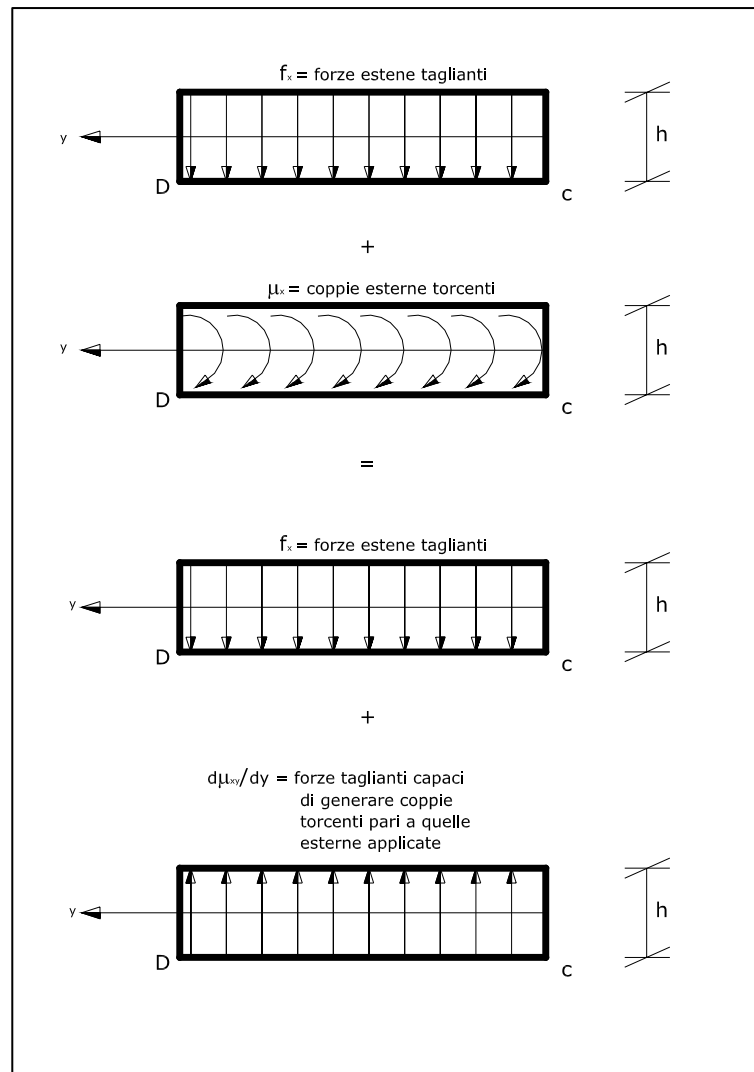 fx = forze estene taglianti
y
h
D
c
+
μx = coppie esterne torcenti
y
h
D
c
=
fx = forze estene taglianti
y
h
D
c
+
dμxy/dy = forze taglianti capaci
di generare coppie
torcenti pari a quelle
esterne applicate
y
h
D
c